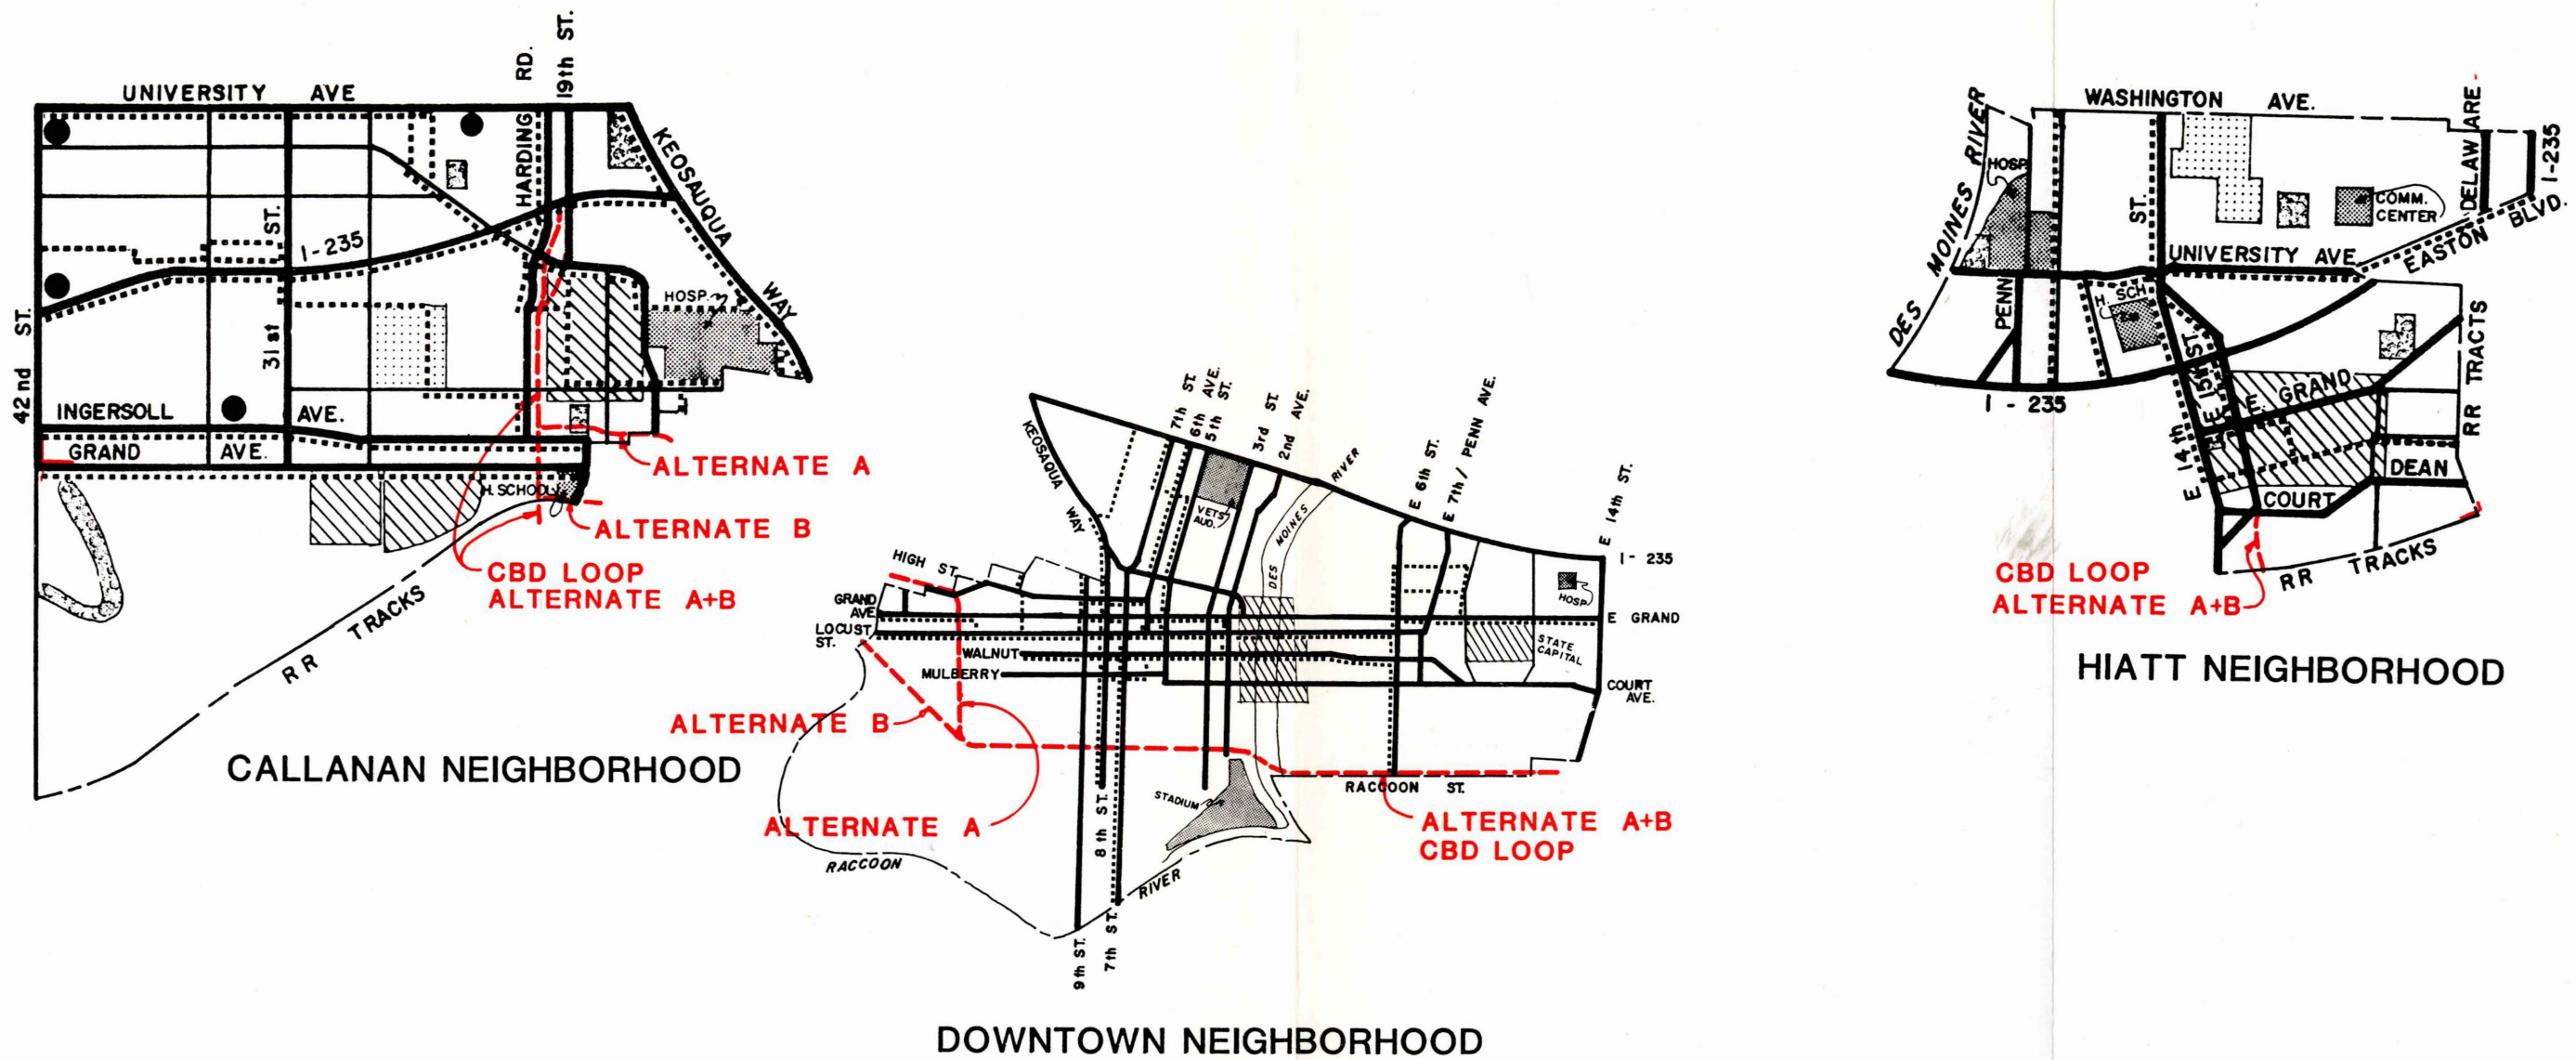 UNIVERSITY AVE
HARDING RD.
19th ST.
KEOSAUQUA WAY
I-235
31st ST.
42nd ST.
HOSP.
INGERSOLL AVE.
GRAND AVE.
H. SCHOOL
ALTERNATE A
ALTERNATE B
CBD LOOP
ALTERNATE A+B
RR TRACKS
CALLANAN NEIGHBORHOOD
7th ST.
6th AVE.
5th ST.
3rd ST.
2nd AVE.
KEOSAQUA WAY
VETS
AUD.
DES MOINES RIVER
E 6th ST.
E 7th / PENN AVE.
E 14th ST.
I-235
HIGH ST.
GRAND
AVE.
LOCUST
ST.
WALNUT
MULBERRY
HOSP.
E GRAND
STATE
CAPITAL
COURT
AVE.
ALTERNATE B
ALTERNATE A
STADIUM
RACCOON ST.
ALTERNATE A+B
CBD LOOP
8th ST.
RACCOON RIVER
9th ST.
7th ST.
DOWNTOWN NEIGHBORHOOD
WASHINGTON AVE.
DES MOINES RIVER
HOSP.
DELAWARE
I-235
ST.
COMM.
CENTER
UNIVERSITY AVE.
EASTON BLVD.
PENN
H. SCH
I-235
E 15th ST.
E. GRAND
E 14th
RR TRACTS
DEAN
COURT
CBD LOOP
ALTERNATE A+B
RR TRACKS
HIATT NEIGHBORHOOD